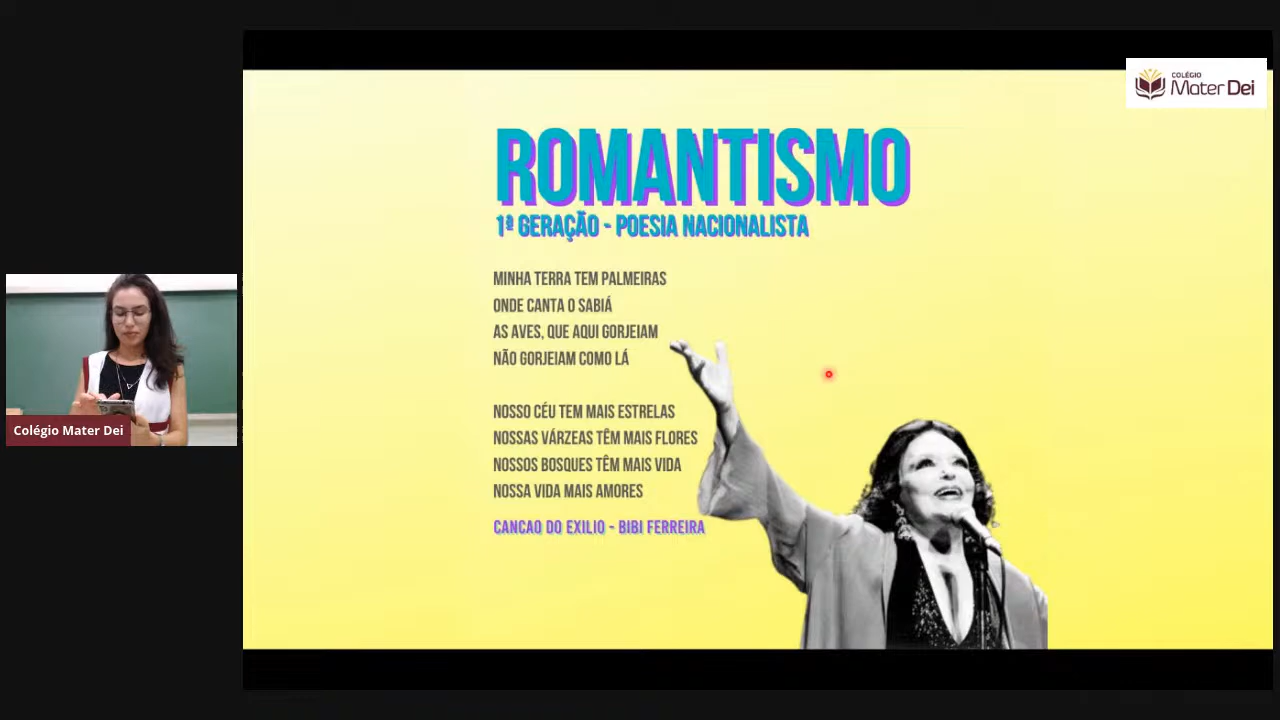 COLÉGIO
Mater Dei
ROMANTISMO
1ª GERAÇÃO - POESIA NACIONALISTA
MINHA TERRA TEM PALMEIRAS
ONDE CANTA O SABIÁ
AS AVES, QUE AQUI GORJEIAM
NÃO GORJEIAM COMO LÁ
NOSSO CÉU TEM MAIS ESTRELAS
NOSSAS VÁRZEAS TÊM MAIS FLORES
NOSSOS BOSQUES TÊM MAIS VIDA
NOSSA VIDA MAIS AMORES
CANCAO DO EXILIO - BIBI FERREIRA
Colégio Mater Dei